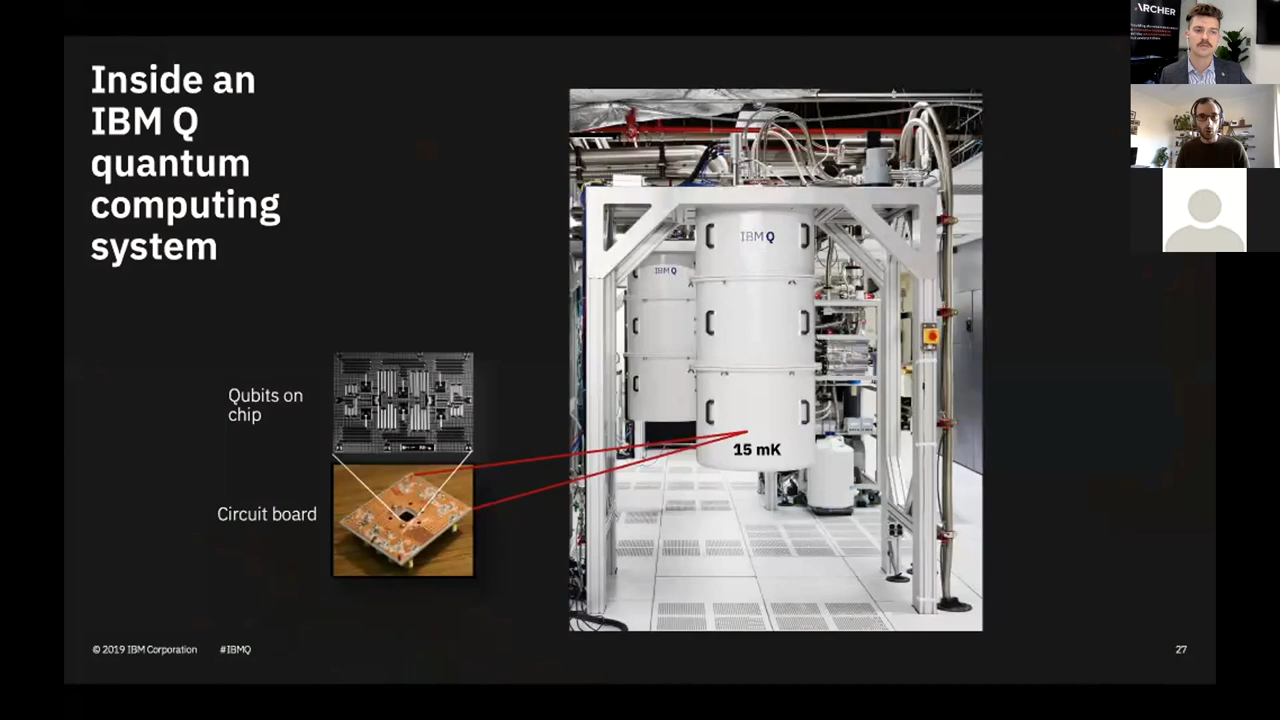 Inside an
IBM Q
quantum
computing
system
Qubits on
chip
Circuit board
IBM Q
IBM Q
15 mK
© 2019 IBM Corporation
#IBMQ
27
ARCHER